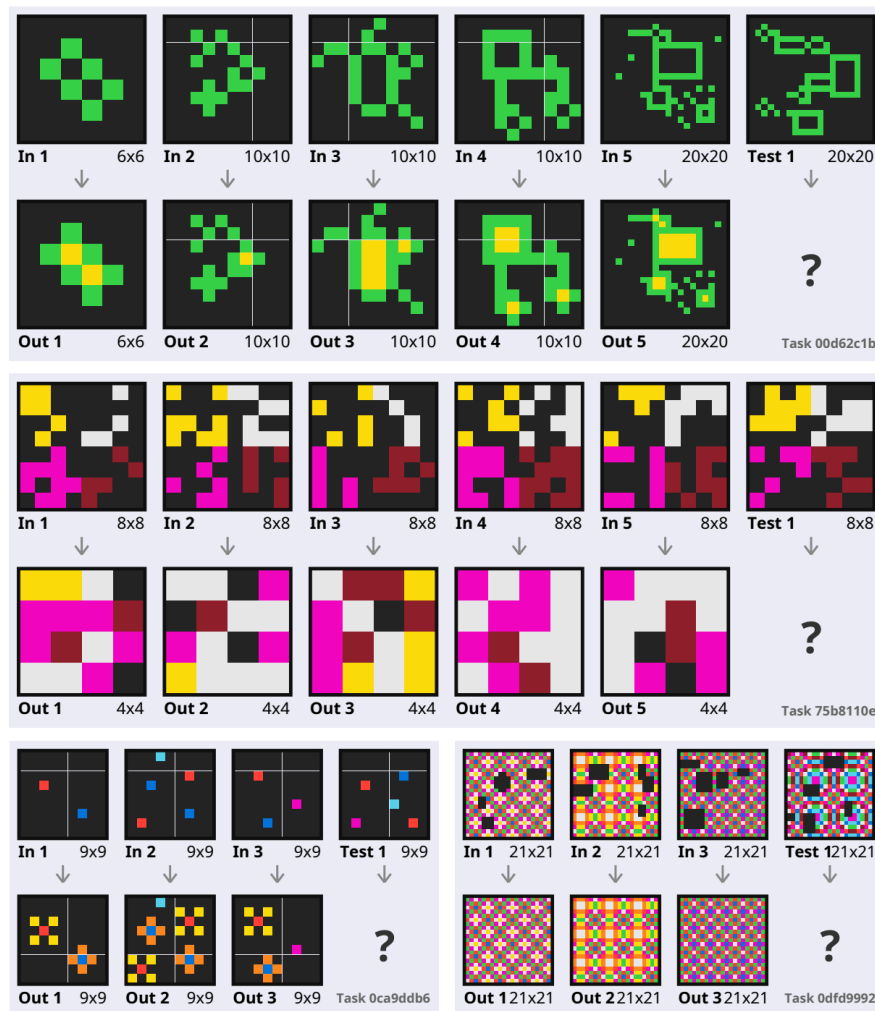 In 1 6x6 In 2 10x10 In 3 10x10 In 4 10x10 In 5 20x20 Test 1 20x20
?
Out 1 6x6 Out 2 10x10 Out 3 10x10 Out 4 10x10 Out 5 20x20 Task 00d62c1b
In 1 8x8 In 2 8x8 In 3 8x8 In 4 8x8 In 5 8x8 Test 1 8x8
?
Out 1 4x4 Out 2 4x4 Out 3 4x4 Out 4 4x4 Out 5 4x4 Task 75b8110e
In 1 9x9 In 2 9x9 In 3 9x9 Test 1 9x9
?
Out 1 9x9 Out 2 9x9 Out 3 9x9 Task 0ca9ddb6
In 1 21x21 In 2 21x21 In 3 21x21 Test 1 21x21
?
Out 1 21x21 Out 2 21x21 Out 3 21x21 Task 0dfd9992